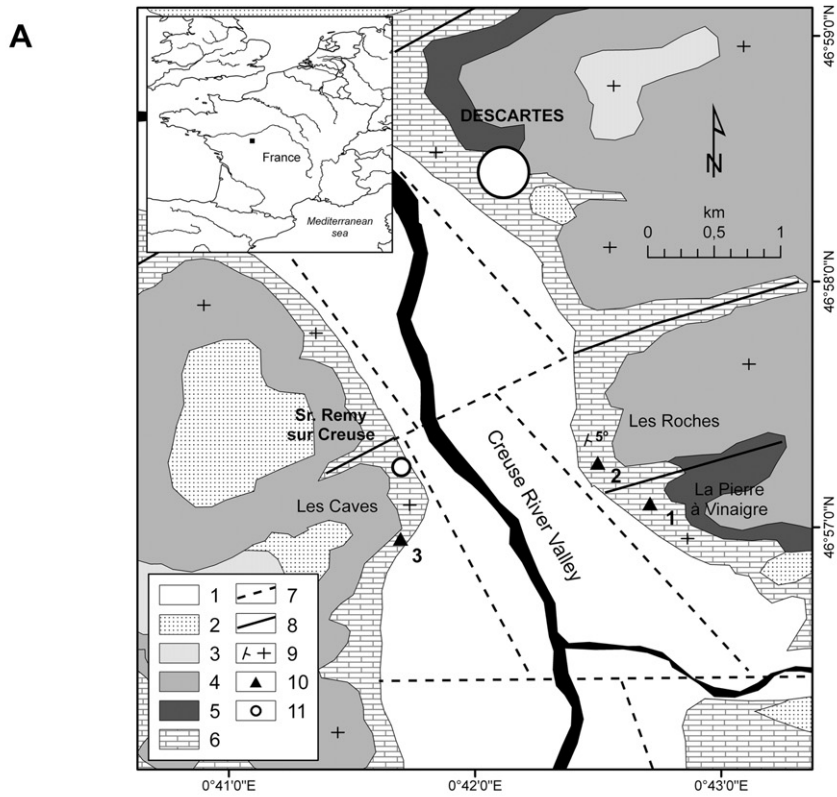 A
46°59'0"N
DESCARTES
France
N
Mediterranean
sea
km
0 0,5 1
46°58'0"N
Sr. Remy
sur Creuse
5°
Les Roches
2
Creuse River Valley
La Pierre
à Vinaigre
1
Les Caves
46°57'0"N
3
1 7
2 8
3 9
4 10
5 11
6
0°41'0"E 0°42'0"E 0°43'0"E